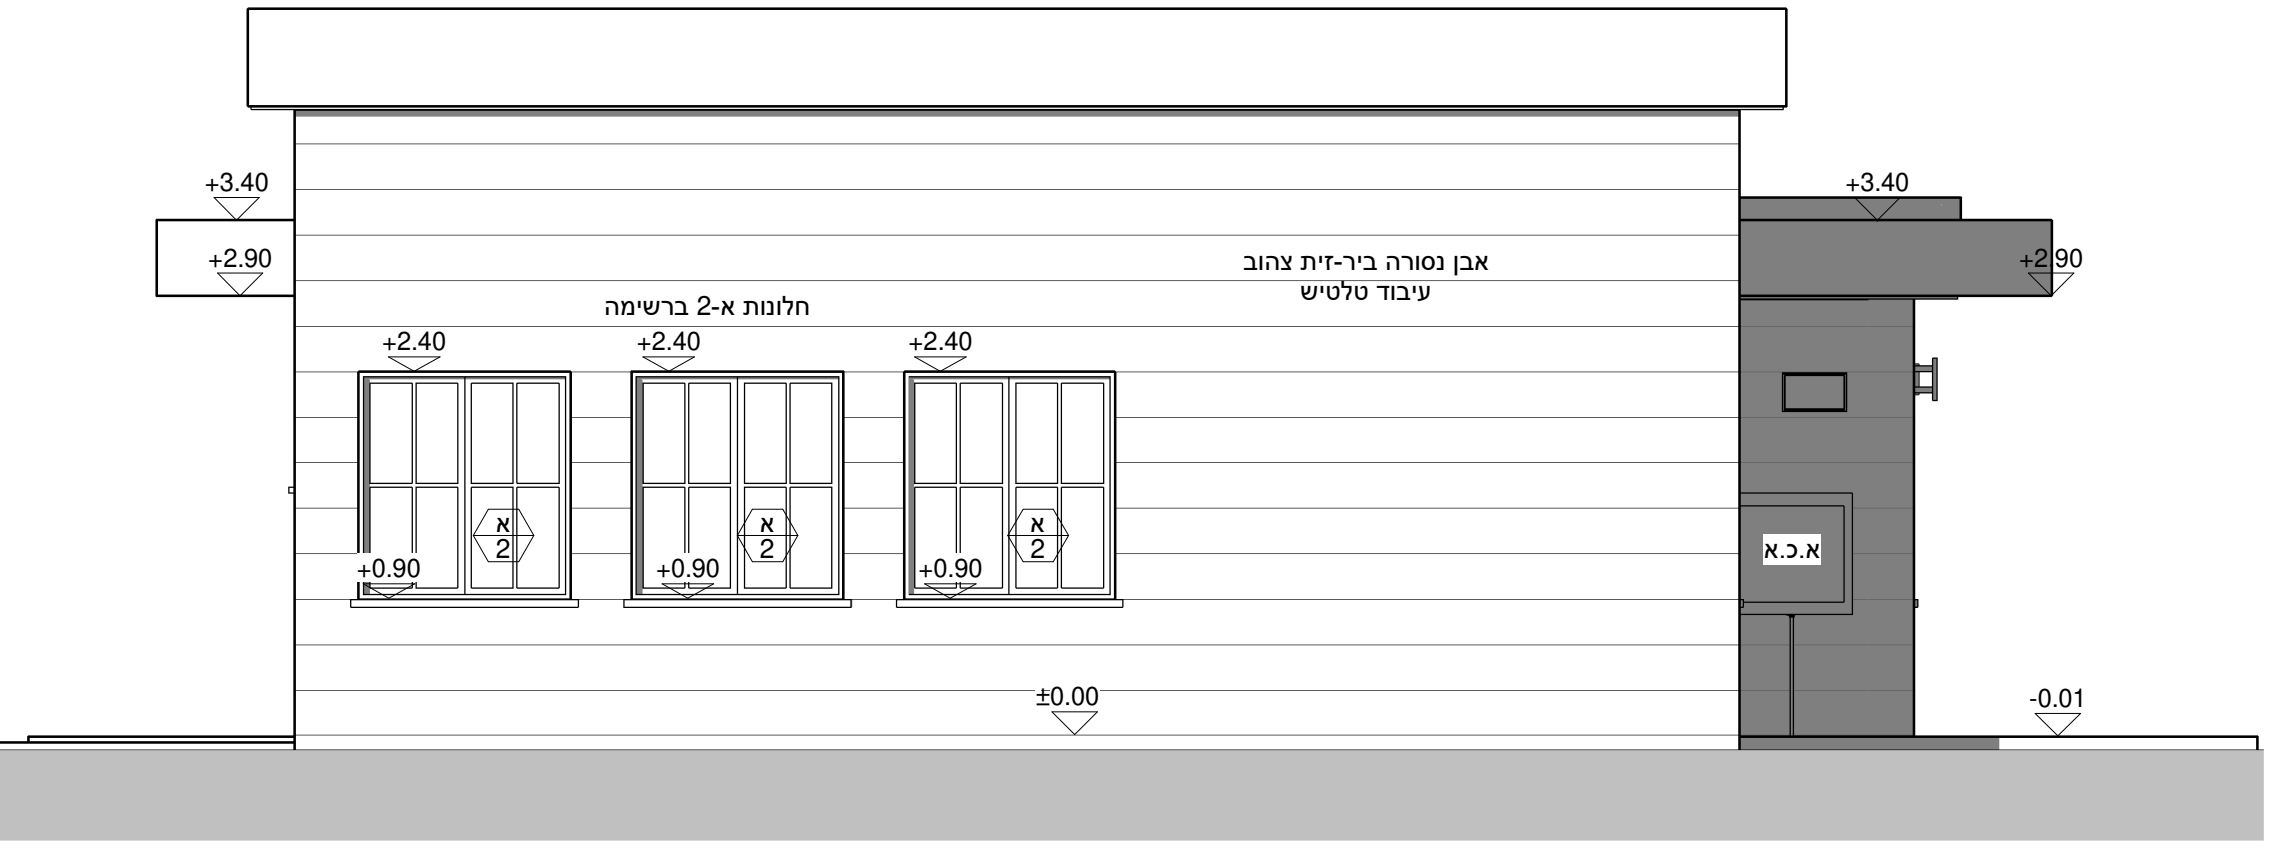 +3.40
+3.40
+2.90
+2.90
אבן נסורה ביר-זית צהוב
עיבוד טלטיש
חלונות א-2 ברשימה
+2.40
+2.40
+2.40
א
2
א
2
א
2
א.כ.א
+0.90
+0.90
+0.90
±0.00
-0.01